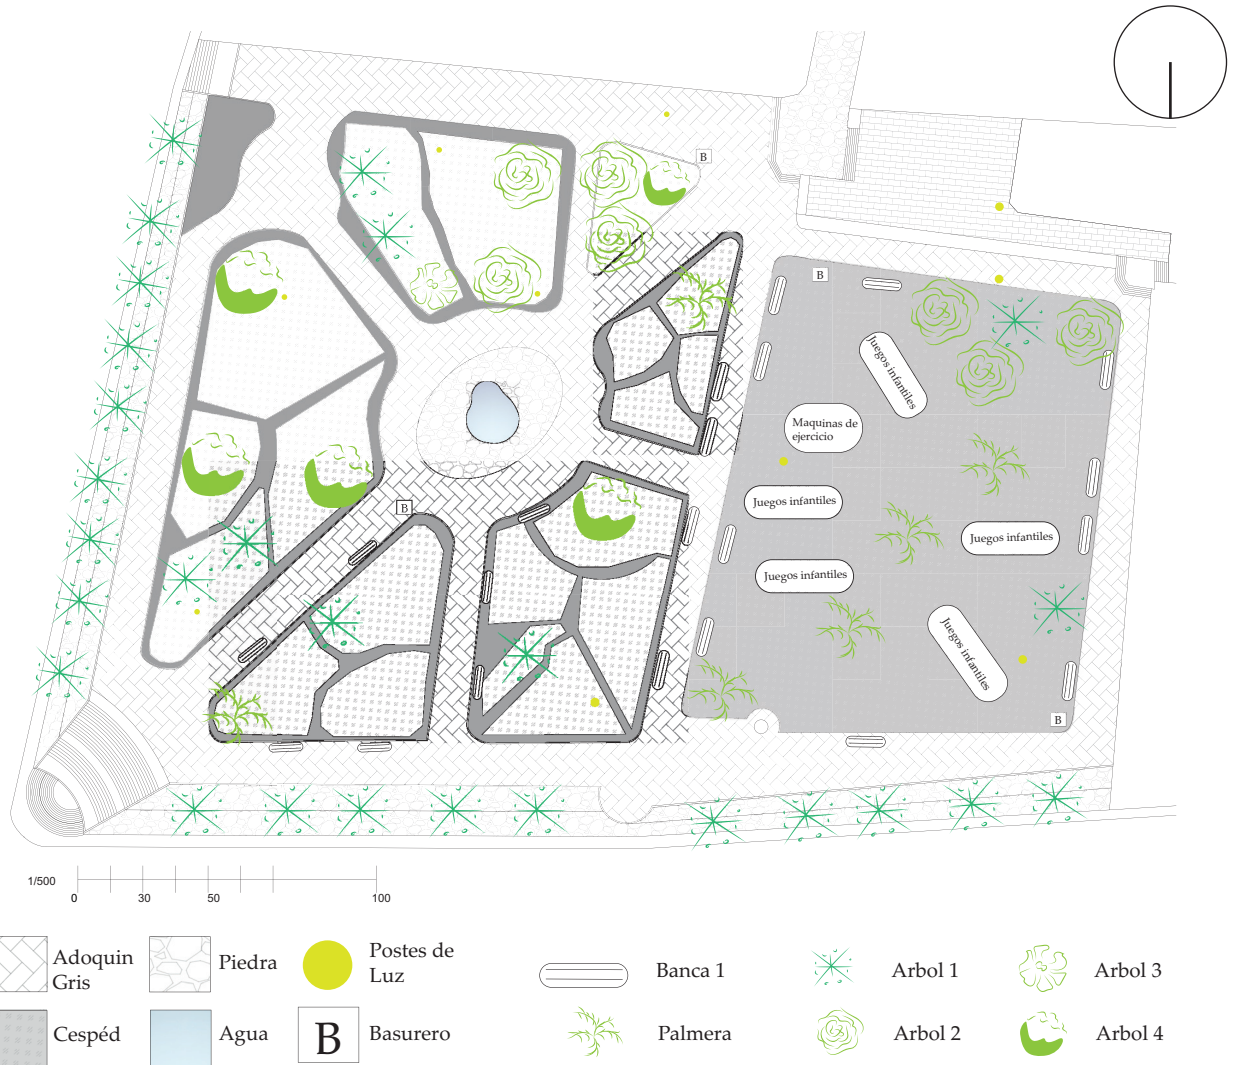 B
B
Juegos infantiles
Maquinas de
ejercicio
Juegos infantiles
B
Juegos infantiles
Juegos infantiles
Juegos infantiles
B
1/500
0
30
50
100
Adoquin
Gris
Piedra
Postes de
Luz
Banca 1
Arbol 1
Arbol 3
Cespéd
Agua
B
Basurero
Palmera
Arbol 2
Arbol 4